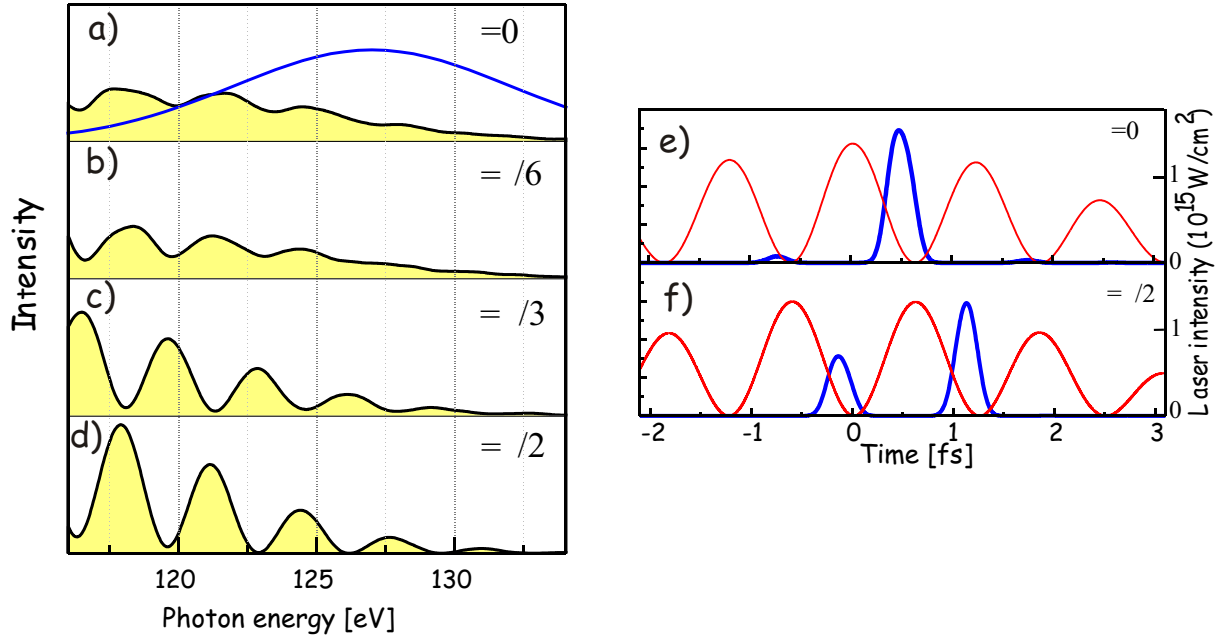 a)
=0
b)
= /6
c)
= /3
d)
= /2
Intensity
120
125
130
Photon energy [eV]
e)
=0
f)
= /2
1
0
1
0
Laser intensity (10^15 W/cm^2)
-2
-1
0
1
2
3
Time [fs]